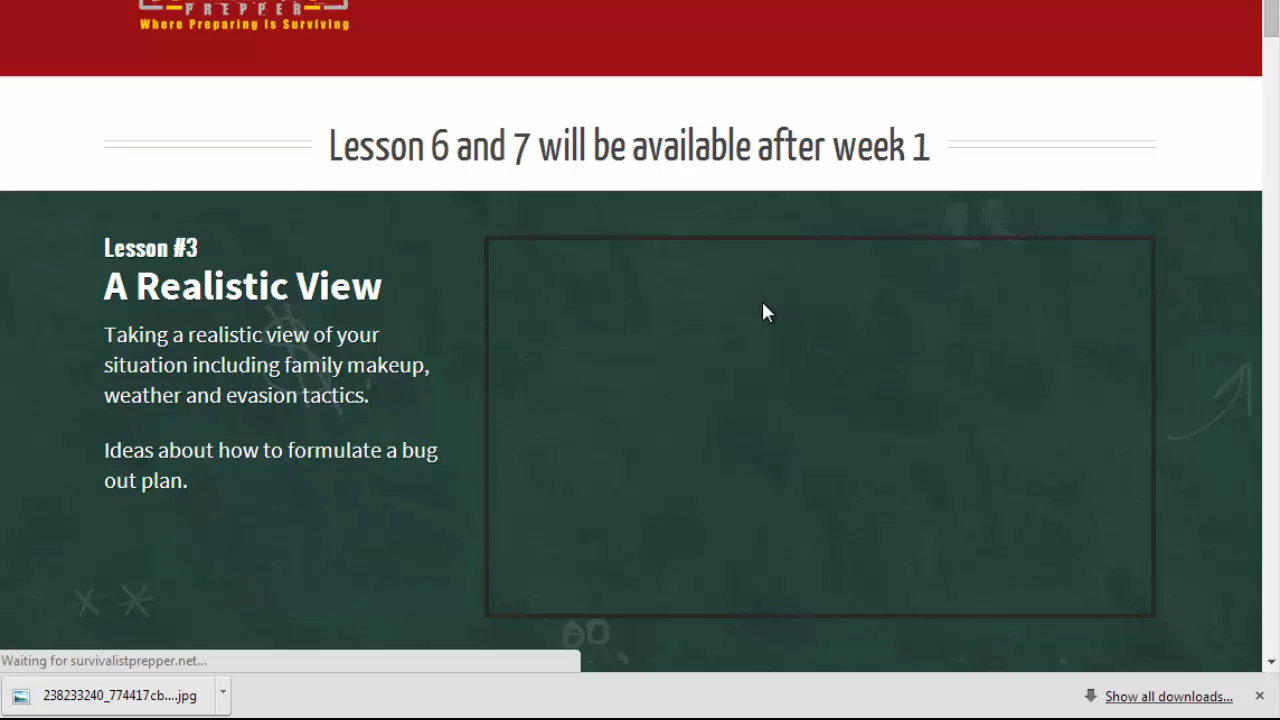 PREPPER
Where Preparing Is Surviving
Lesson 6 and 7 will be available after week 1
Lesson #3
A Realistic View
Taking a realistic view of your
situation including family makeup,
weather and evasion tactics.
Ideas about how to formulate a bug
out plan.
Waiting for survivalistprepper.net...
238233240_774417cb....jpg
Show all downloads...